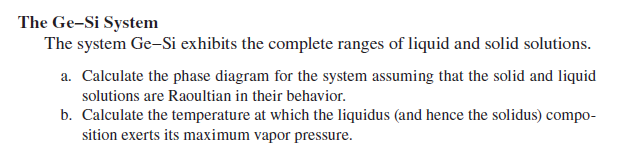 The Ge–Si System
The system Ge–Si exhibits the complete ranges of liquid and solid solutions.
a. Calculate the phase diagram for the system assuming that the solid and liquid
solutions are Raoultian in their behavior.
b. Calculate the temperature at which the liquidus (and hence the solidus) compo-
sition exerts its maximum vapor pressure.